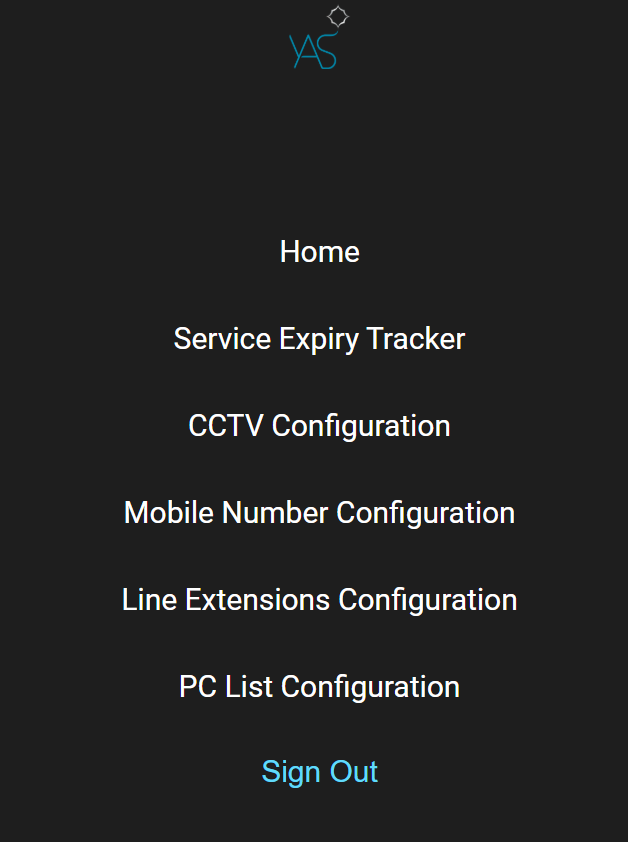 YAS
Home
Service Expiry Tracker
CCTV Configuration
Mobile Number Configuration
Line Extensions Configuration
PC List Configuration
Sign Out